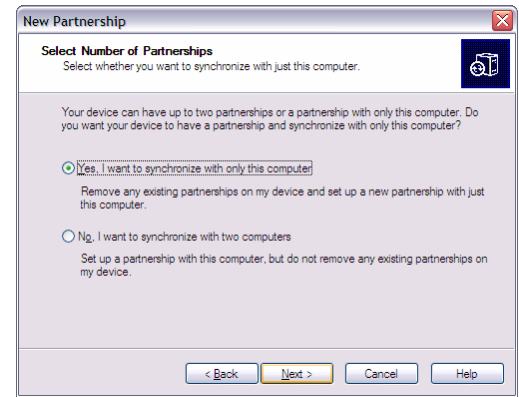 New Partnership
Select Number of Partnerships
Select whether you want to synchronize with just this computer.
Your device can have up to two partnerships or a partnership with only this computer. Do
you want your device to have a partnership and synchronize with only this computer?
Yes, I want to synchronize with only this computer
Remove any existing partnerships on my device and set up a new partnership with just
this computer.
No, I want to synchronize with two computers
Set up a partnership with this computer, but do not remove any existing partnerships on
my device.
< Back Next > Cancel Help